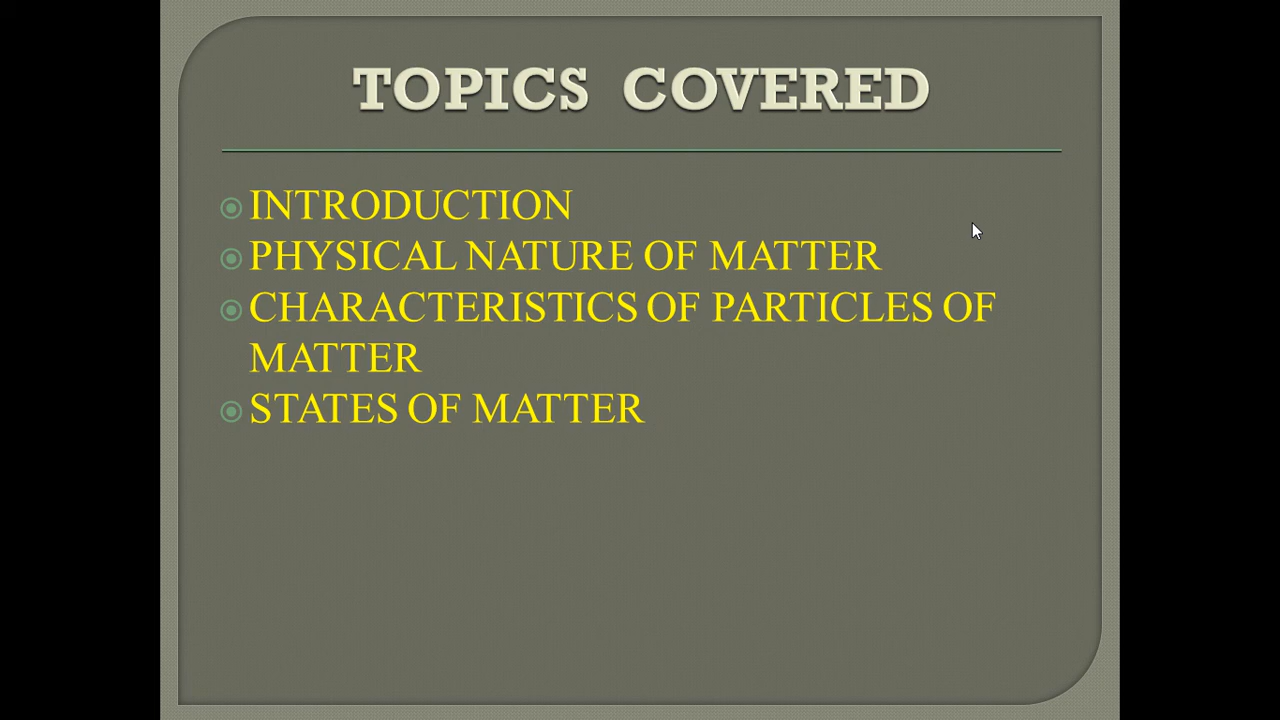 TOPICS COVERED
INTRODUCTION
PHYSICAL NATURE OF MATTER
CHARACTERISTICS OF PARTICLES OF
MATTER
STATES OF MATTER